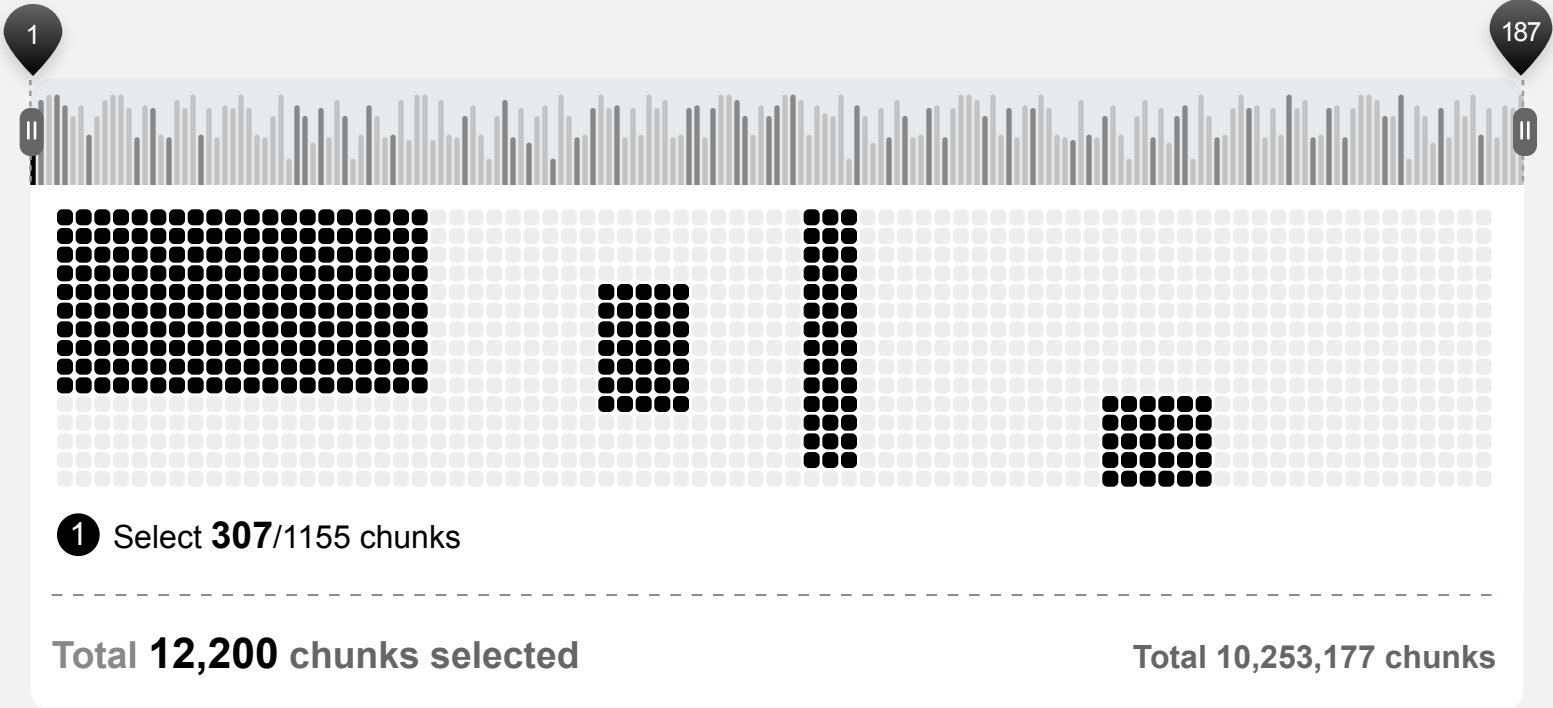 1
187
1 Select 307/1155 chunks
Total 12,200 chunks selected
Total 10,253,177 chunks